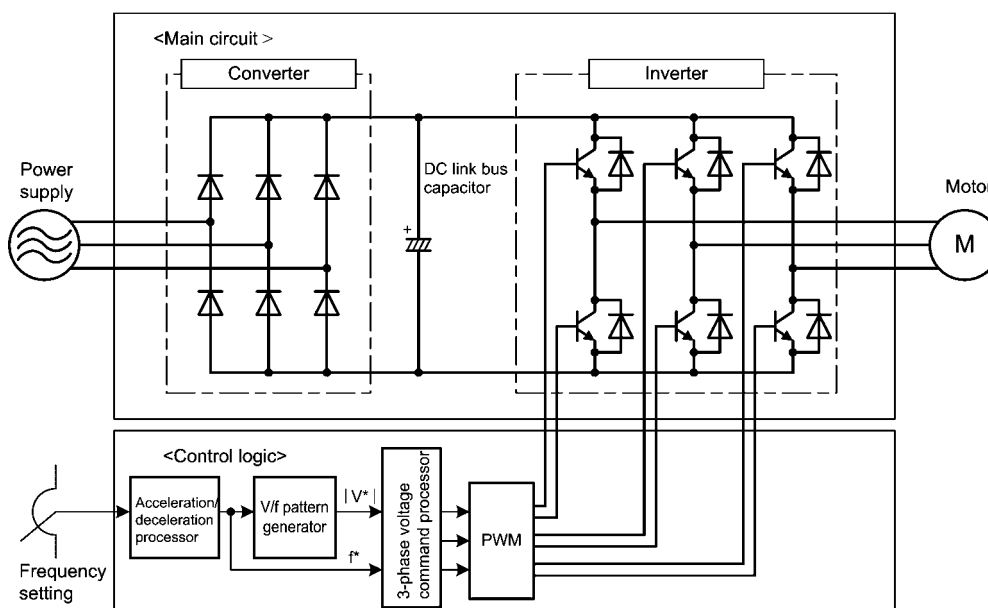 <Main circuit>
Converter
Inverter
Power
supply
DC link bus
capacitor
+
Motor
M
<Control logic>
Acceleration/
deceleration
processor
V/f pattern
generator
|V*|
f*
3-phase voltage
command processor
PWM
Frequency
setting